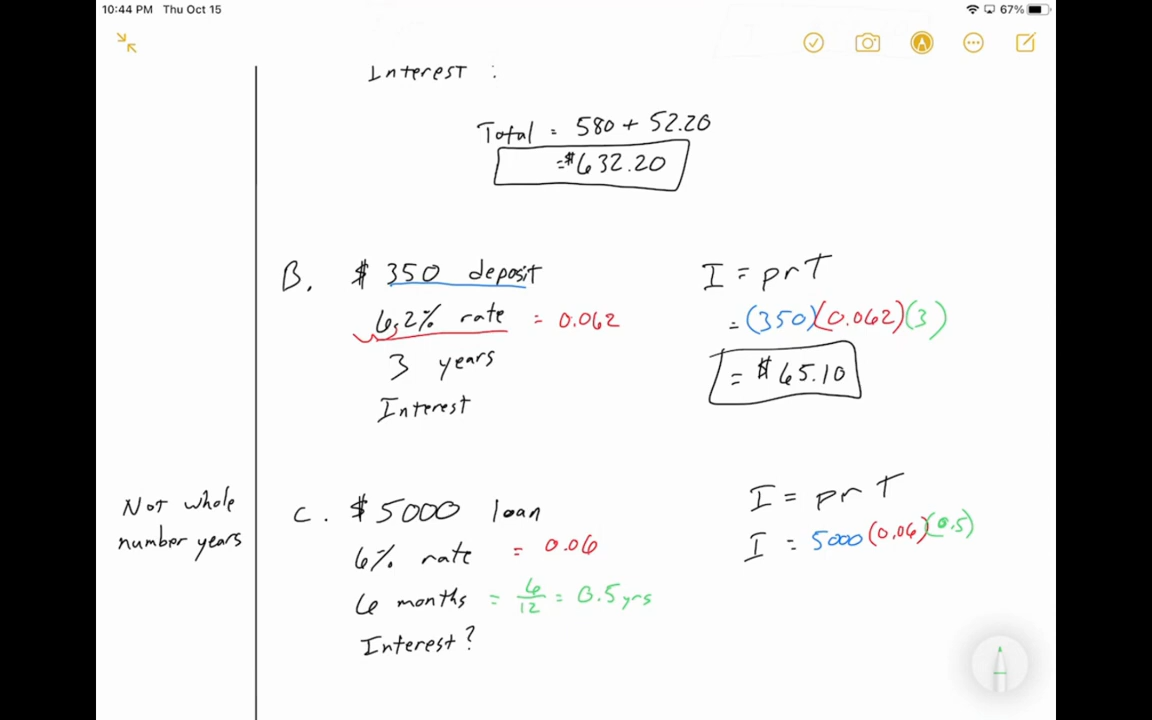 10:44 PM Thu Oct 15
67%
Interest :
Total = 580 + 52.20
= $632.20
B. $ 350 deposit
6.2% rate = 0.062
3 years
Interest
I = prT
= (350)(0.062)(3)
= $65.10
Not whole
number years
C. $5000 loan
6% rate = 0.06
6 months = 6/12 = 0.5 yrs
Interest?
I = prT
I = 5000(0.06)(0.5)